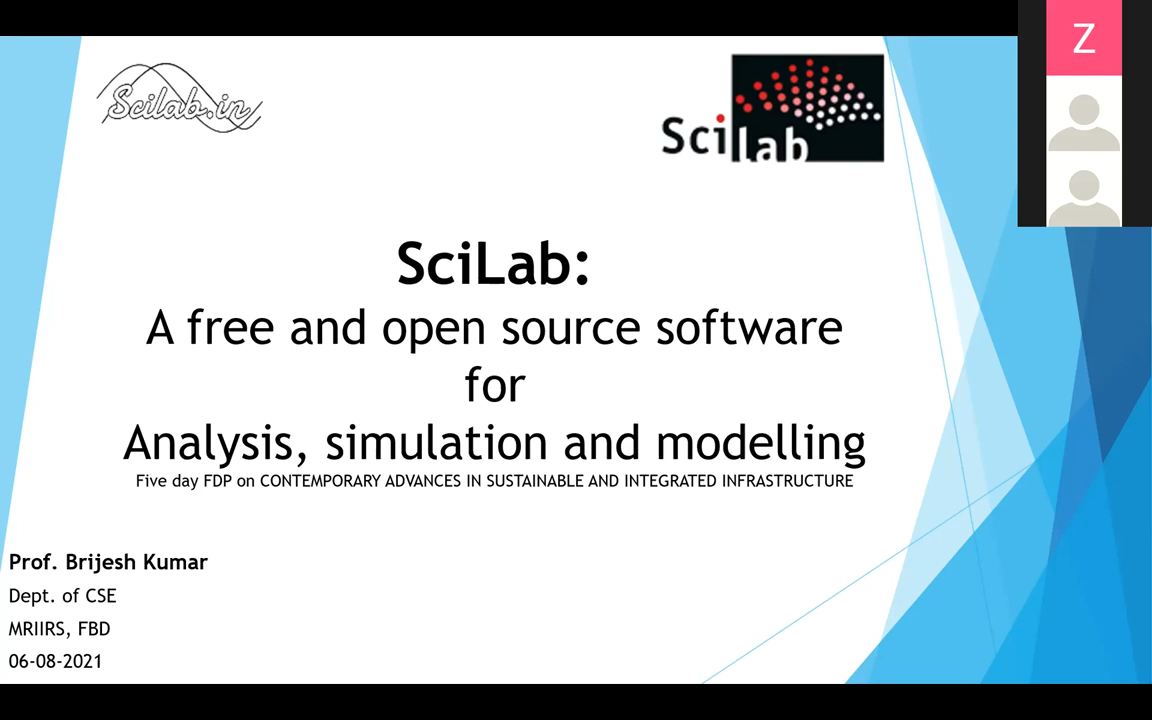 Scilab.in
Scilab
Z
SciLab:
A free and open source software
for
Analysis, simulation and modelling
Five day FDP on CONTEMPORARY ADVANCES IN SUSTAINABLE AND INTEGRATED INFRASTRUCTURE
Prof. Brijesh Kumar
Dept. of CSE
MRIIRS, FBD
06-08-2021